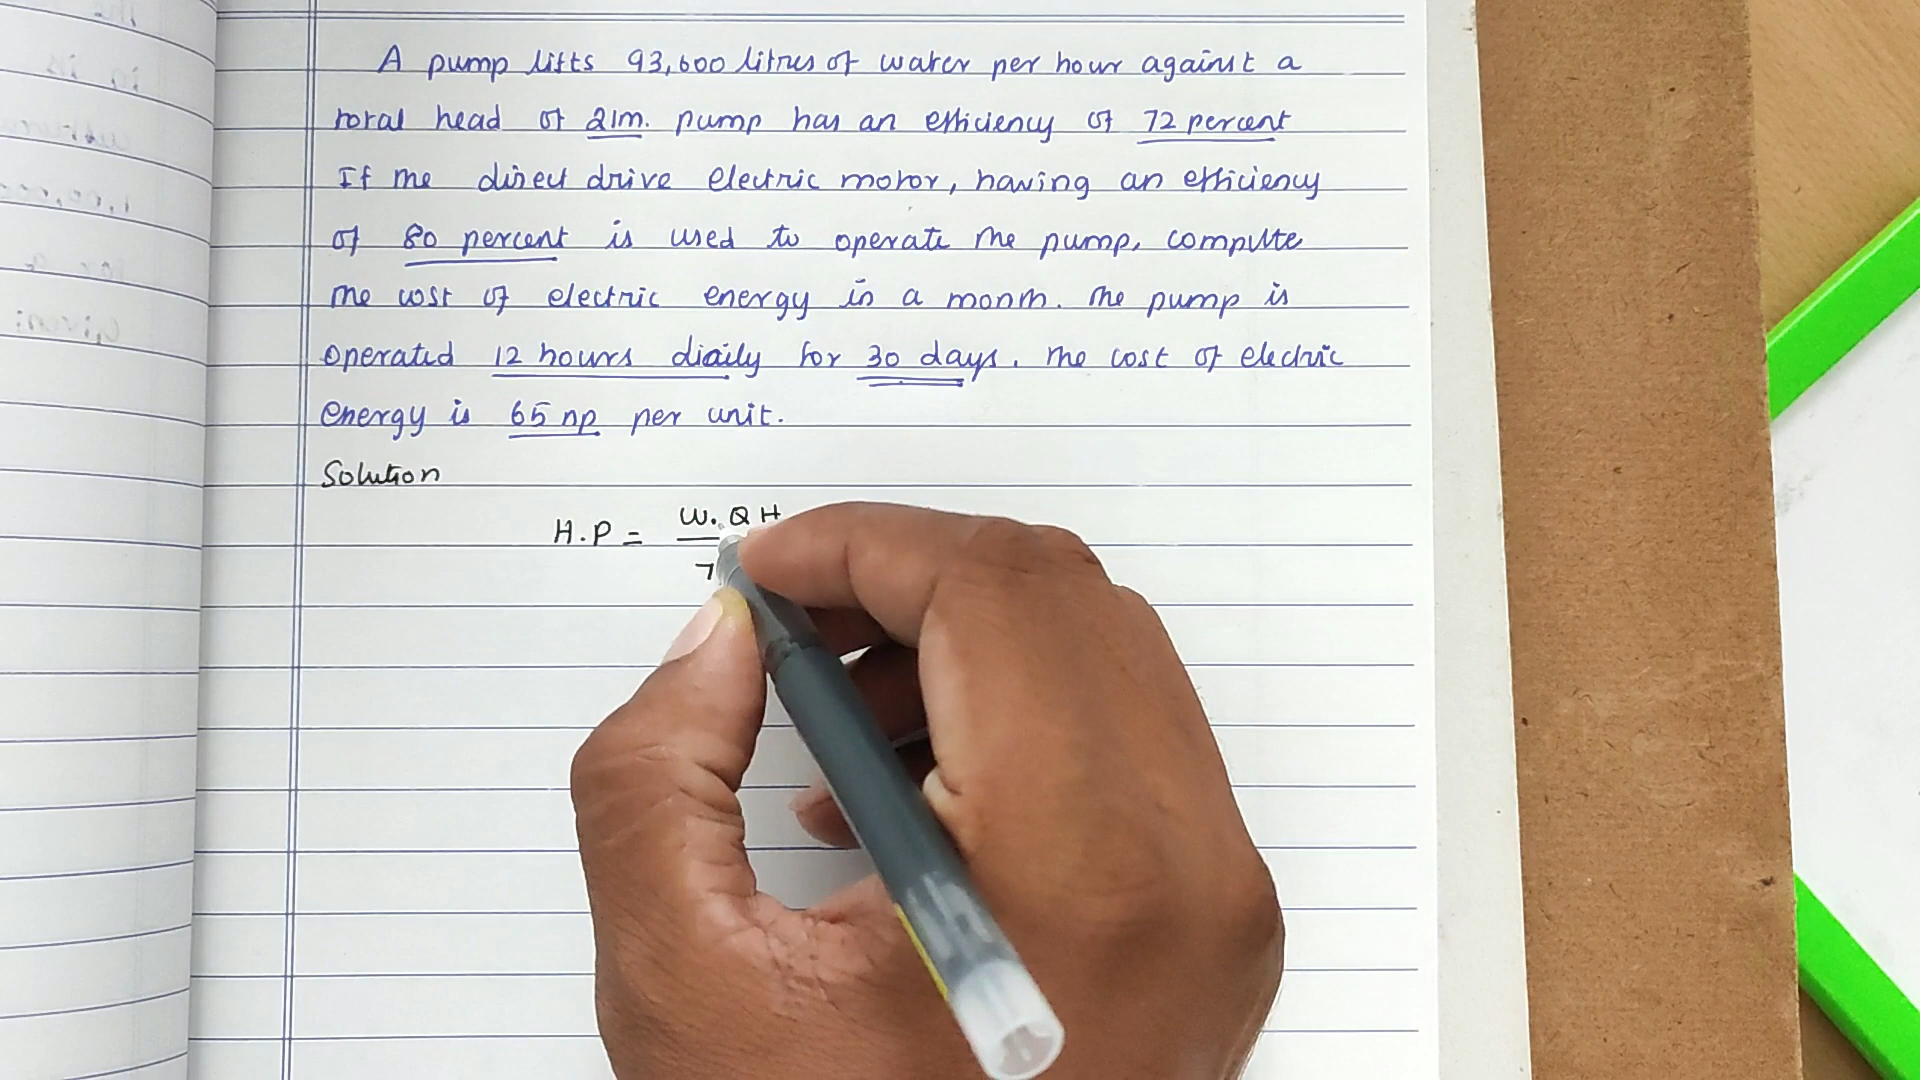 A pump lifts 93,600 litres of water per hour against a
total head of 21m. pump has an efficiency of 72 percent
If the direct drive electric motor, having an efficiency
of 80 percent is used to operate the pump, compute
the cost of electric energy in a month. The pump is
operated 12 hours diaily for 30 days. The cost of electric
energy is 65 np per unit.
Solution
H.P = W.QH
7